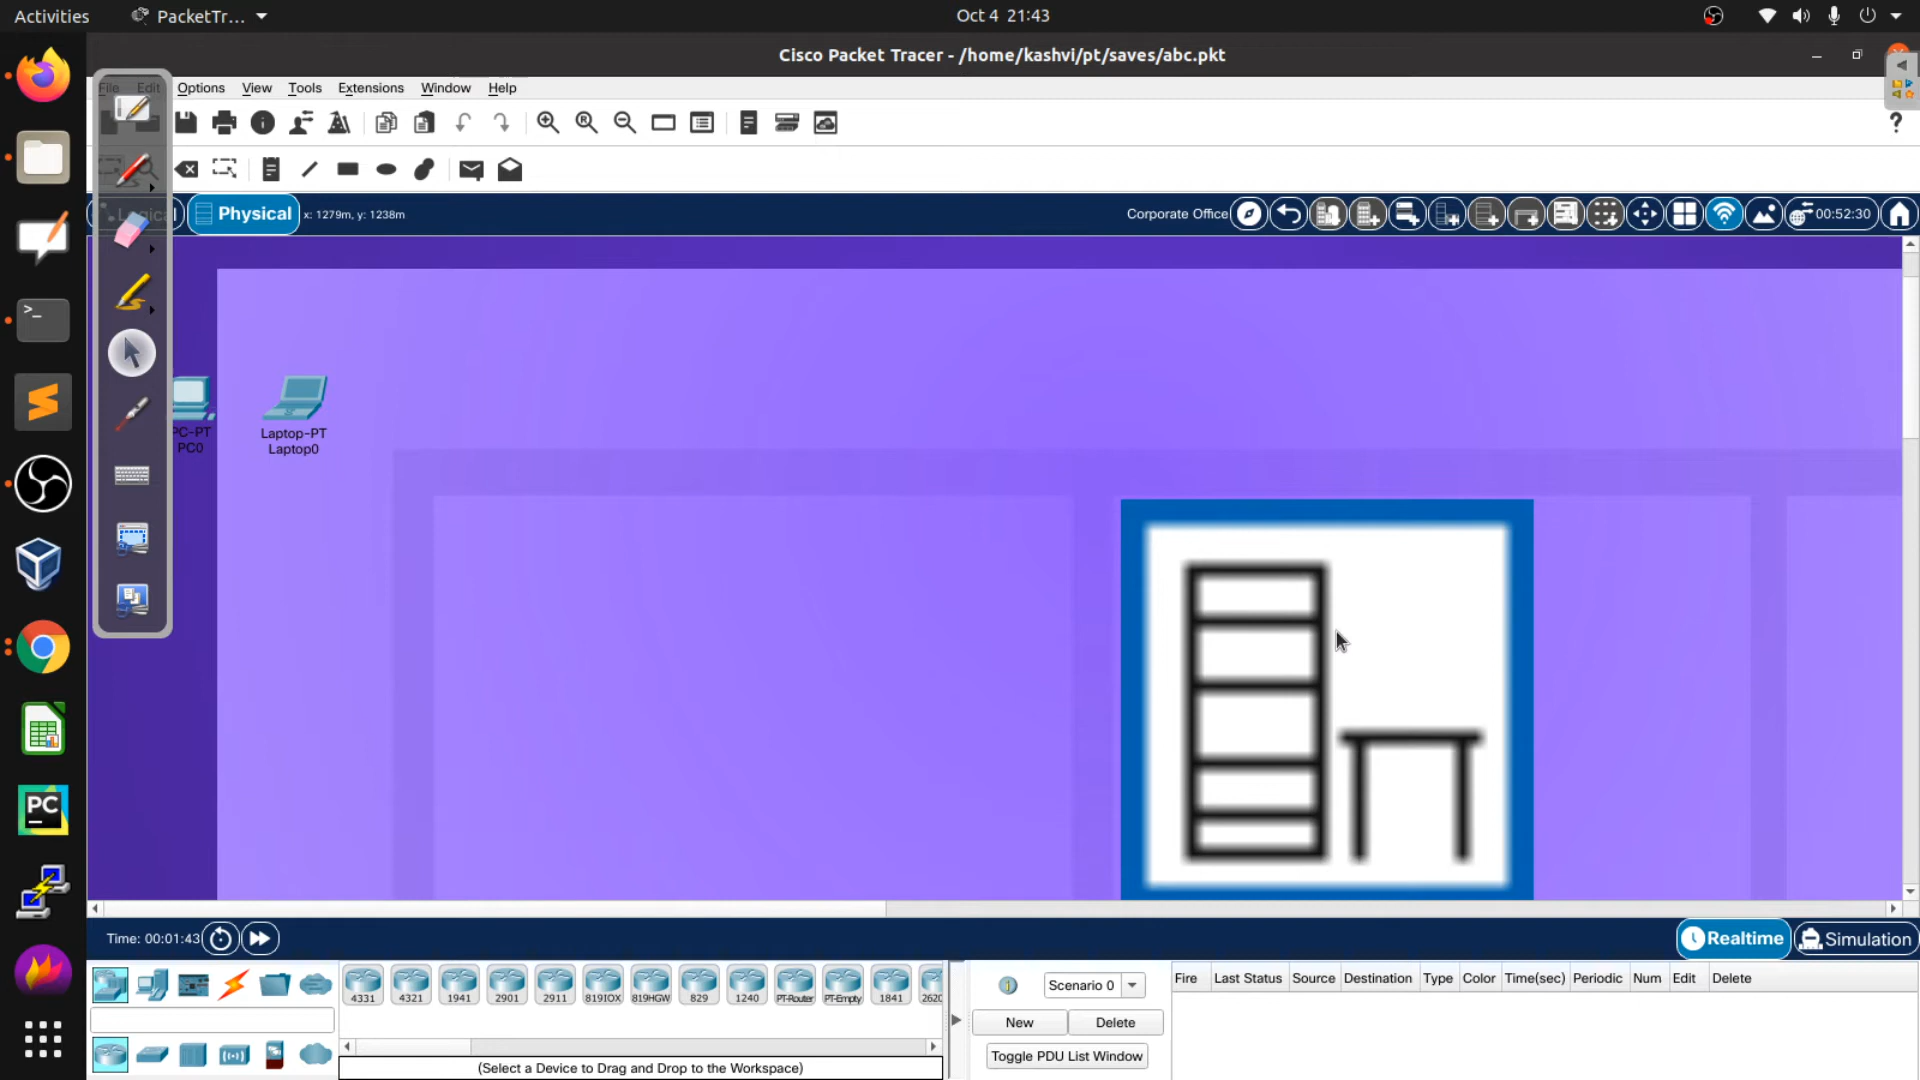 Activities PacketTr... Oct 4 21:43
Cisco Packet Tracer - /home/kashvi/pt/saves/abc.pkt
File Edit Options View Tools Extensions Window Help
?
Logical Physical x: 1279m, y: 1238m Corporate Office 00:52:30
PC-PT
PC0
Laptop-PT
Laptop0
Time: 00:01:43 Realtime Simulation
4331 4321 1941 2901 2911 819IOX 819HGW 829 1240 PT-Router PT-Empty 1841 2620
Scenario 0
New Delete
Toggle PDU List Window
Fire Last Status Source Destination Type Color Time(sec) Periodic Num Edit Delete
(Select a Device to Drag and Drop to the Workspace)